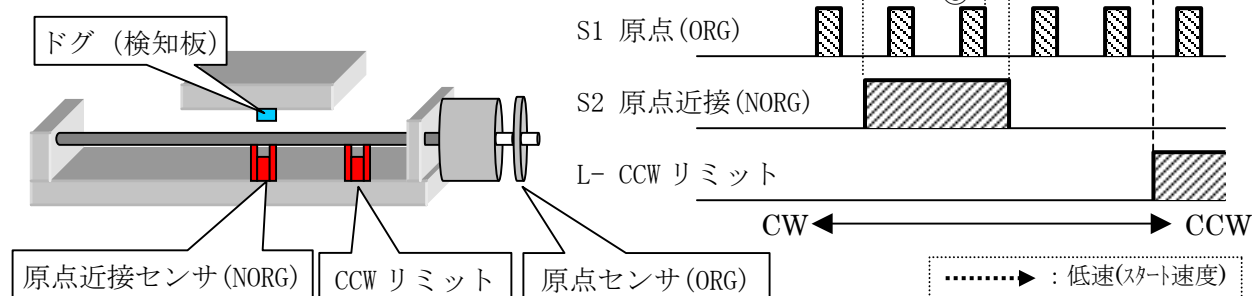 ドグ (検知板)
S1 原点(ORG)
S2 原点近接(NORG)
L- CCW リミット
CW
CCW
原点近接センサ(NORG)
CCW リミット
原点センサ(ORG)
：低速(ｽﾀｰﾄ速度)